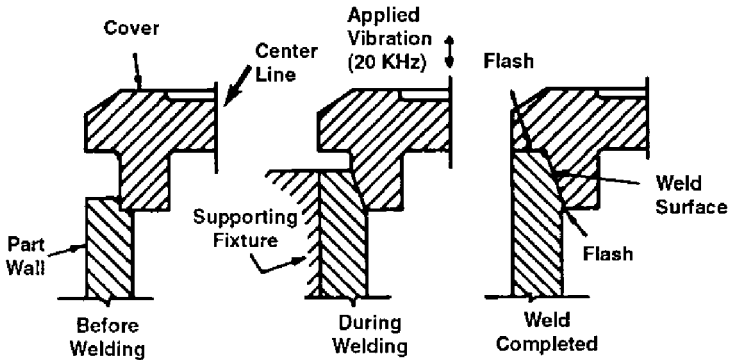 Cover
Center
Line
Applied
Vibration
(20 KHz)
Flash
Part
Wall
Supporting
Fixture
Weld
Surface
Flash
Before
Welding
During
Welding
Weld
Completed